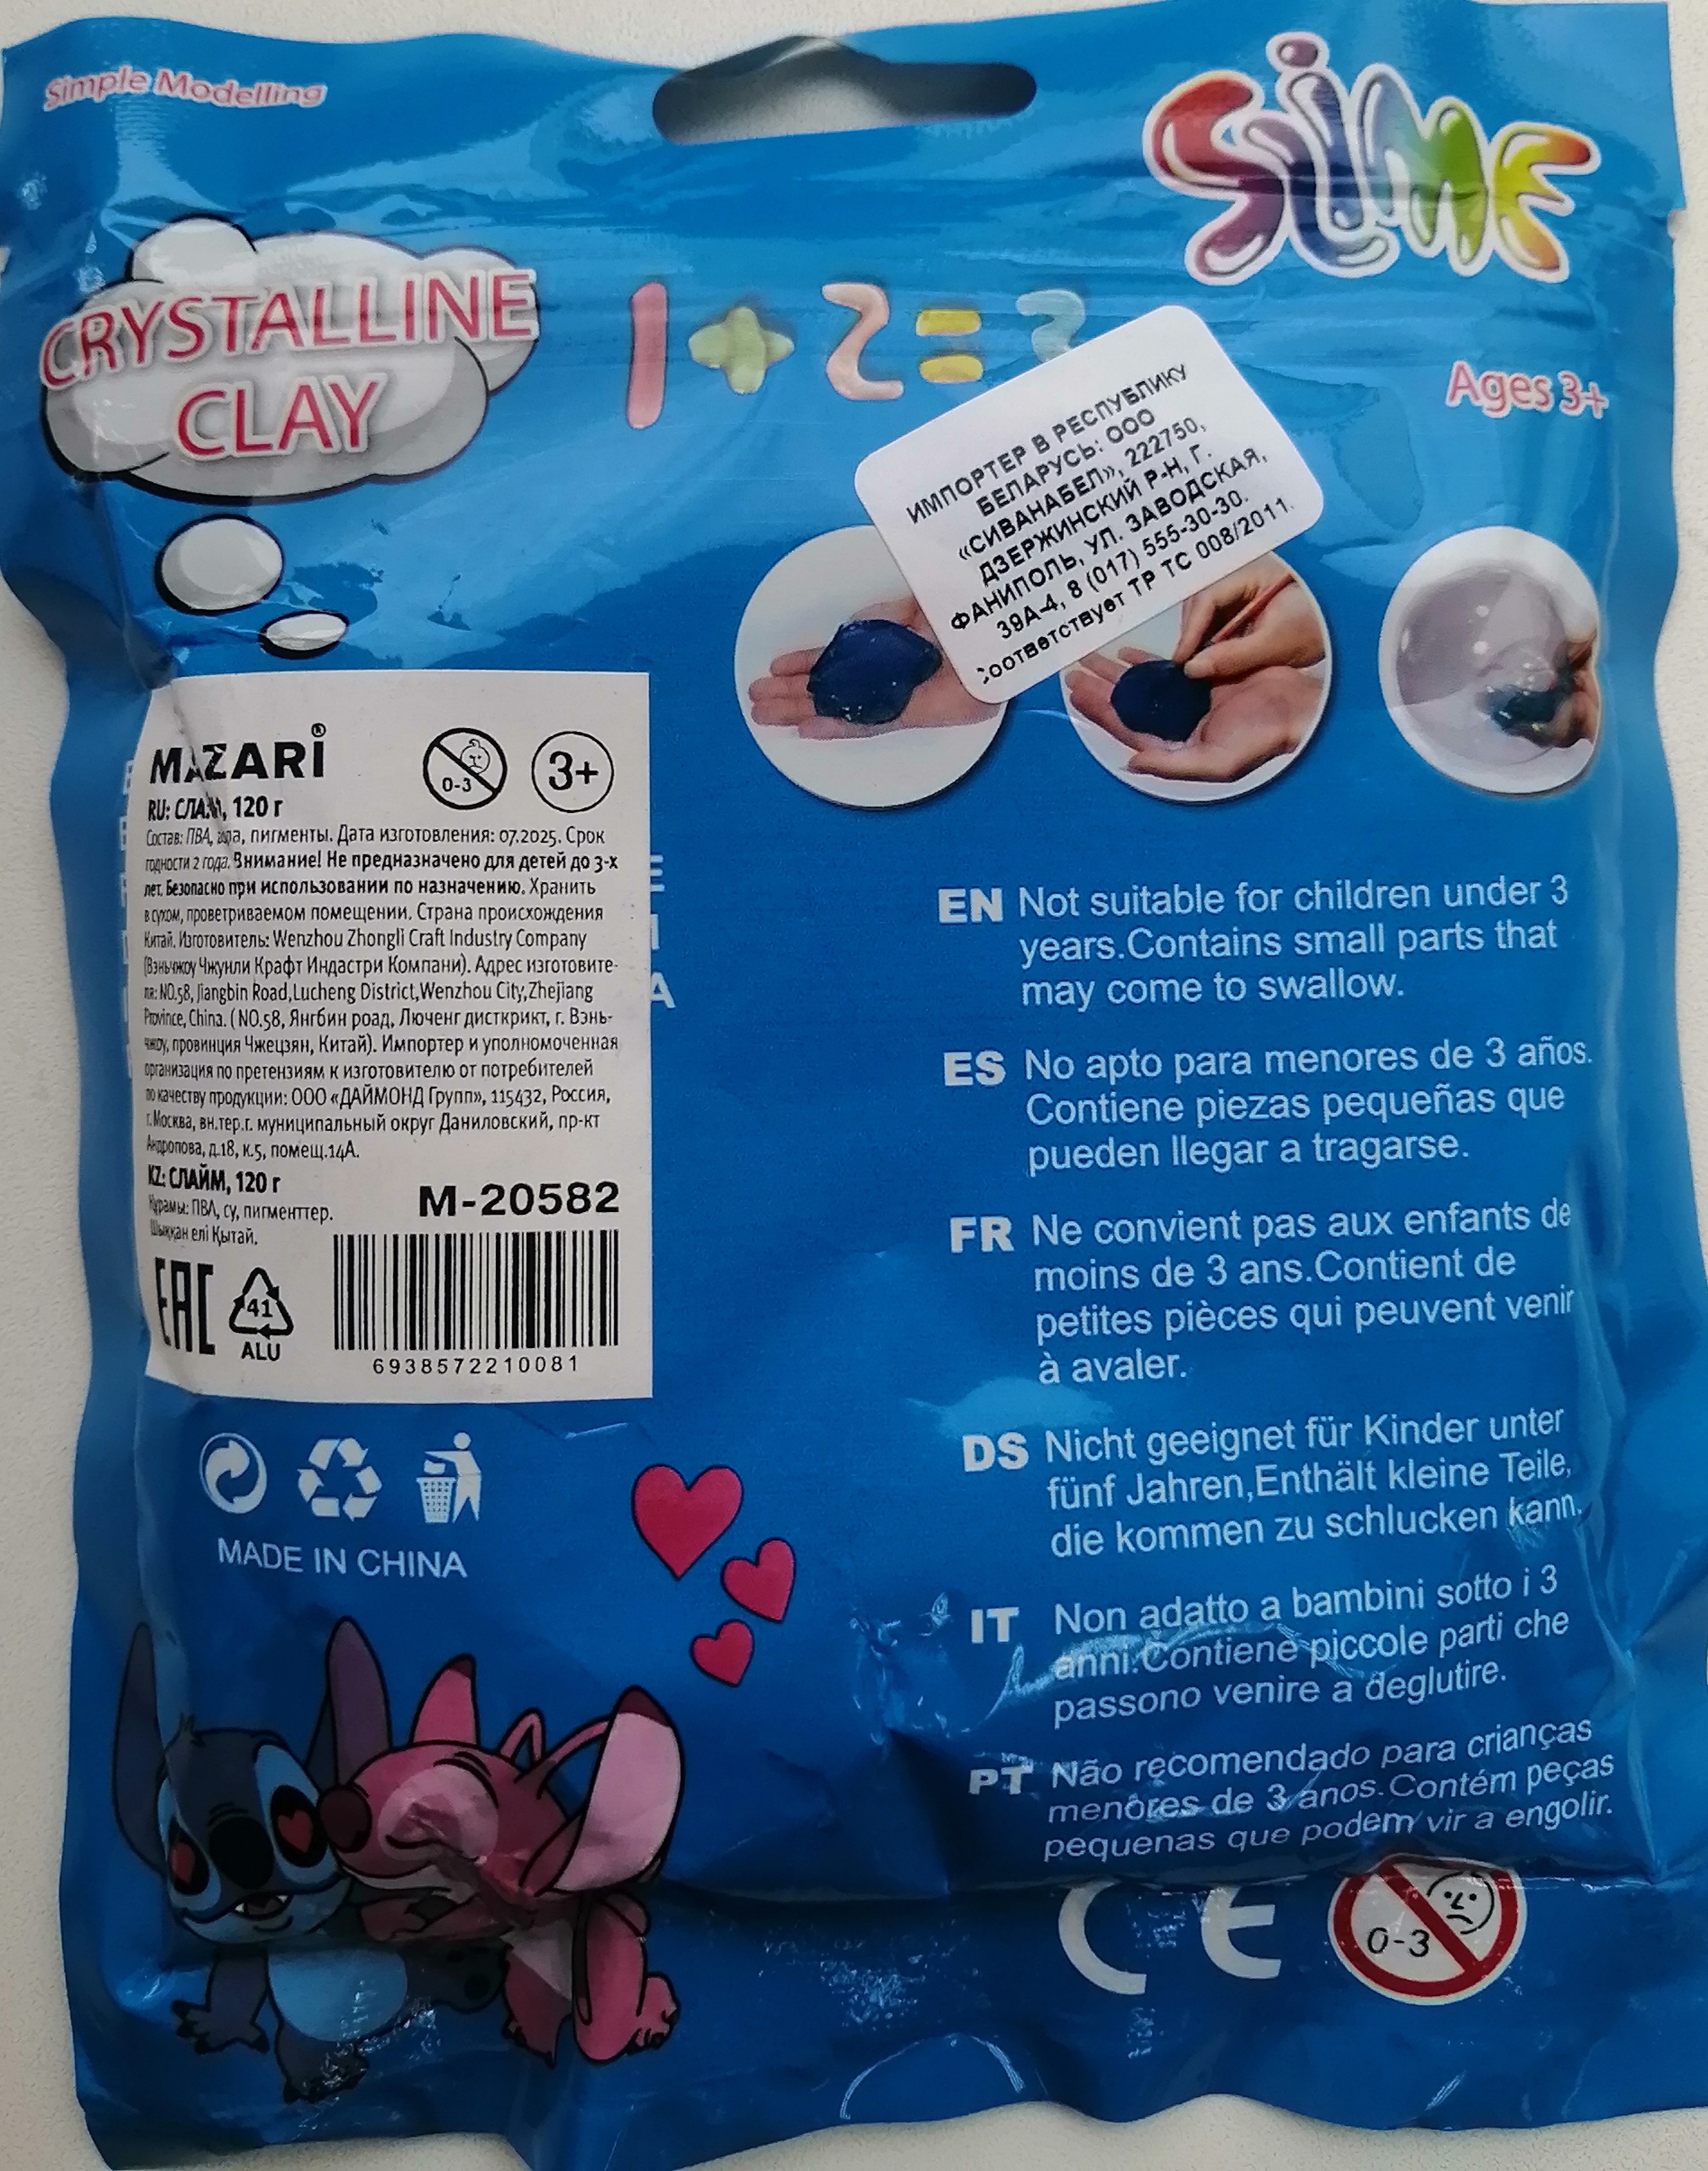 Simple Modelling
SlimE
CRYSTALLINE
CLAY
1+2=
Ages 3+
ИМПОРТЕР В РЕСПУБЛИКУ
БЕЛАРУСЬ: ООО
«СИВАНАБЕЛ», 222750,
ДЗЕРЖИНСКИЙ Р-Н, Г.
ФАНИПОЛЬ, УЛ. ЗАВОДСКАЯ,
39А-4, 8 (017) 555-30-30.
Соответствует ТР ТС 008/2011.
MAZARI®
0-3
3+
RU: СЛАЙМ, 120 г
Состав: ПВА, вода, пигменты. Дата изготовления: 07.2025. Срок
годности 2 года. Внимание! Не предназначено для детей до 3-х
лет. Безопасно при использовании по назначению. Хранить
в сухом, проветриваемом помещении. Страна происхождения
Китай. Изготовитель: Wenzhou Zhongli Craft Industry Company
(Вэньчжоу Чжунли Крафт Индастри Компани). Адрес изготовите-
ля: NO.58, Jiangbin Road,Lucheng District,Wenzhou City,Zhejiang
Province, China. ( NO.58, Янгбин роад, Люченг дисткрикт, г. Вэнь-
чжоу, провинция Чжецзян, Китай). Импортер и уполномоченная
организация по претензиям к изготовителю от потребителей
по качеству продукции: ООО «ДАЙМОНД Групп», 115432, Россия,
г. Москва, вн.тер.г. муниципальный округ Даниловский, пр-кт
Андропова, д.18, к.5, помещ.14А.
KZ: СЛАЙМ, 120 г
Құрамы: ПВА, су, пигменттер.
Шыққан елі Қытай.
M-20582
EAC
41
ALU
6938572210081
MADE IN CHINA
EN Not suitable for children under 3
years.Contains small parts that
may come to swallow.
ES No apto para menores de 3 años.
Contiene piezas pequeñas que
pueden llegar a tragarse.
FR Ne convient pas aux enfants de
moins de 3 ans.Contient de
petites pièces qui peuvent venir
à avaler.
DS Nicht geeignet für Kinder unter
fünf Jahren,Enthält kleine Teile,
die kommen zu schlucken kann.
IT Non adatto a bambini sotto i 3
anni.Contiene piccole parti che
passono venire a deglutire.
PT Não recomendado para crianças
menores de 3 anos.Contém peças
pequenas que podem vir a engolir.
CE
0-3